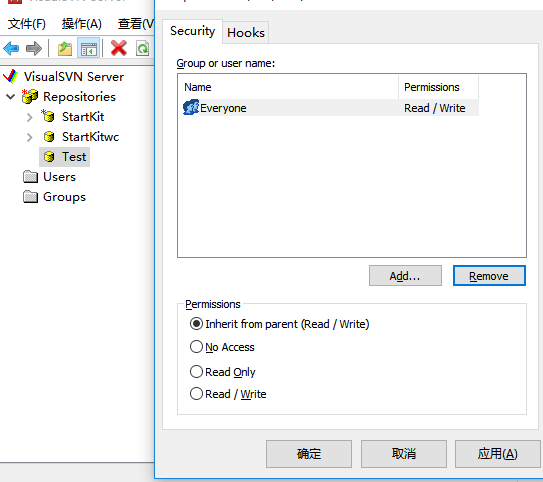 文件(F) 操作(A) 查看(V)
VisualSVN Server
Repositories
StartKit
StartKitwc
Test
Users
Groups
Security Hooks
Group or user name:
Name Permissions
Everyone Read / Write
Add... Remove
Permissions
Inherit from parent (Read / Write)
No Access
Read Only
Read / Write
确定 取消 应用(A)